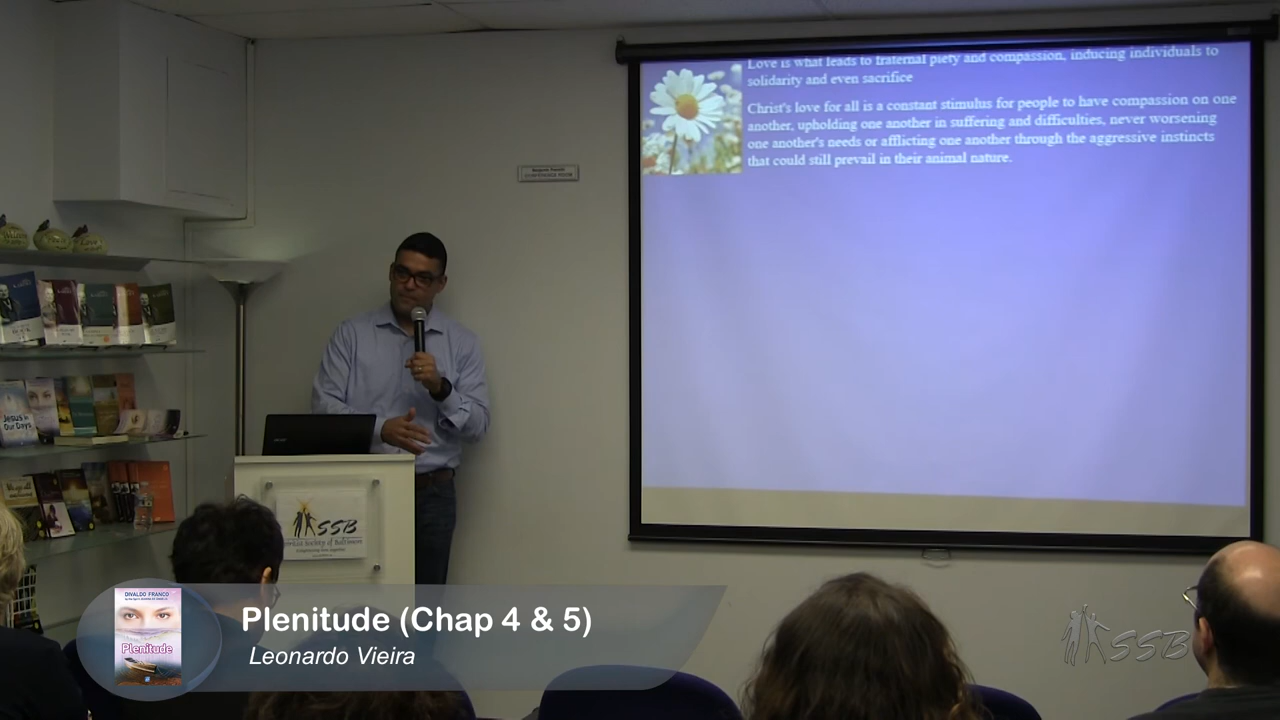 Love is what leads to fraternal piety and compassion, inducing individuals to
solidarity and even sacrifice
Christ's love for all is a constant stimulus for people to have compassion on one
another, upholding one another in suffering and difficulties, never worsening
one another's needs or afflicting one another through the aggressive instincts
that could still prevail in their animal nature.
Jesus in
Our Days
SSB
Society of Baltimore
DIVALDO FRANCO
Plenitude
Plenitude (Chap 4 & 5)
Leonardo Vieira
SSB